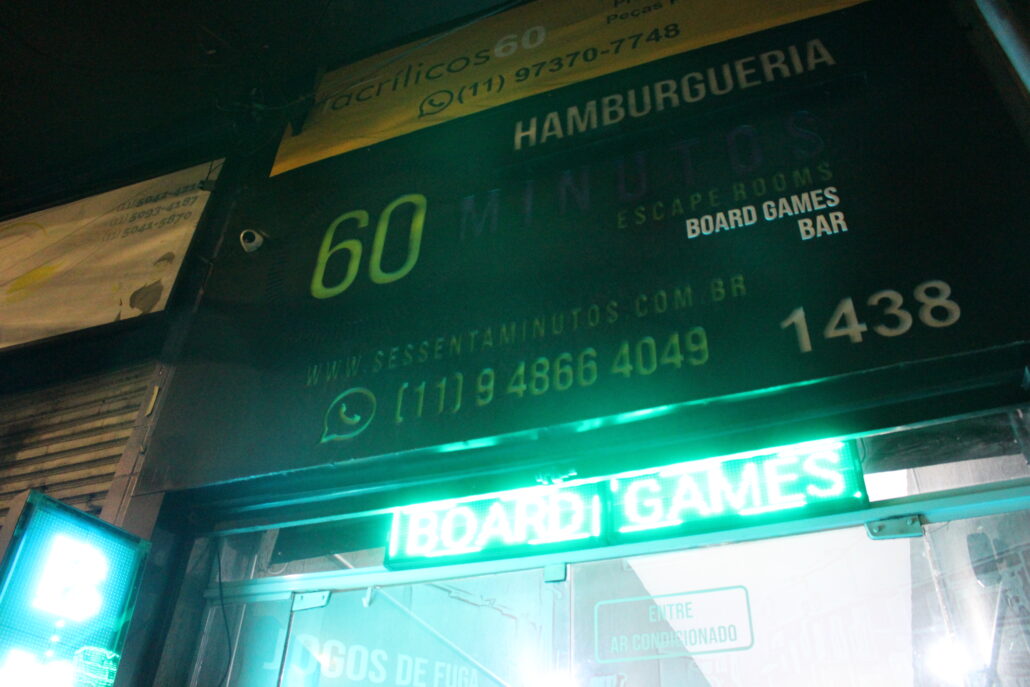 acrílicos60
(11) 97370-7748
HAMBURGUERIA
60 MINUTOS
ESCAPE ROOMS
BOARD GAMES
BAR
WWW.SESSENTAMINUTOS.COM.BR
(11) 9 4866 4049
1438
BOARD GAMES
B
ENTRE
AR CONDICIONADO
JOGOS DE FUGA